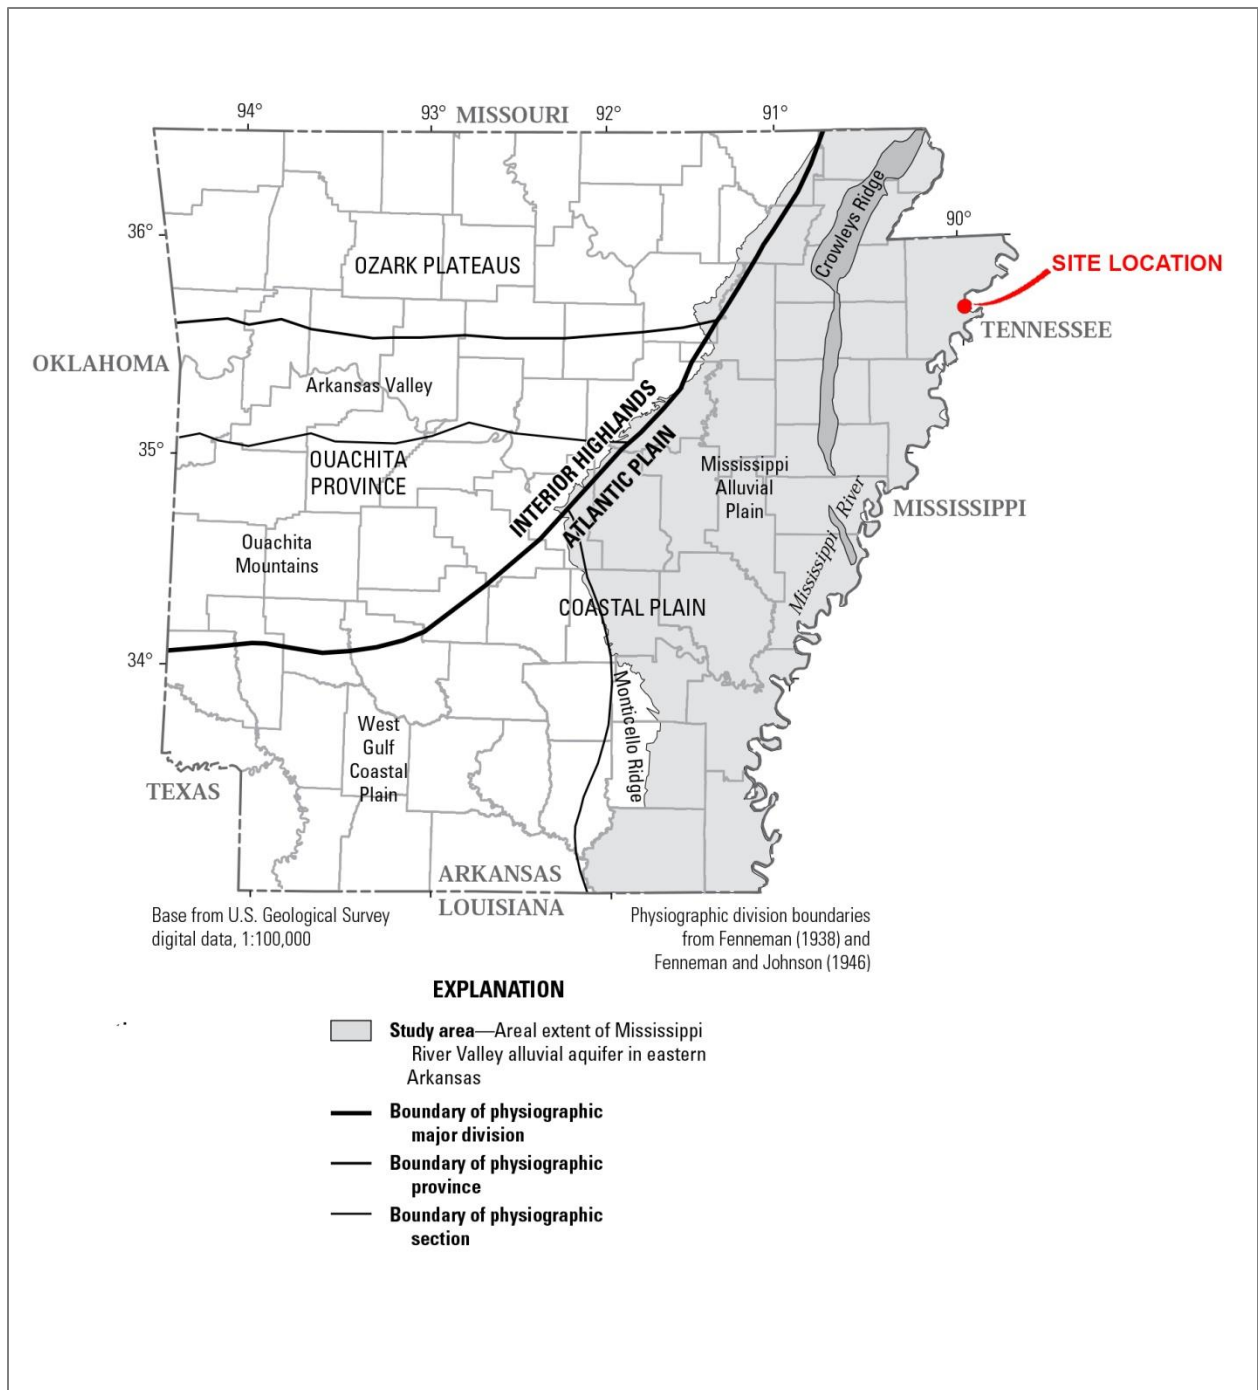 94°
93°
MISSOURI
92°
91°
36°
90°
Crowleys Ridge
OZARK PLATEAUS
SITE LOCATION
TENNESSEE
OKLAHOMA
Arkansas Valley
INTERIOR HIGHLANDS
ATLANTIC PLAIN
35°
OUACHITA
PROVINCE
Mississippi
Alluvial
Plain
MISSISSIPPI
Mississippi River
Ouachita
Mountains
COASTAL PLAIN
34°
Monticello Ridge
West
Gulf
Coastal
Plain
TEXAS
ARKANSAS
LOUISIANA
Base from U.S. Geological Survey
digital data, 1:100,000
Physiographic division boundaries
from Fenneman (1938) and
Fenneman and Johnson (1946)
EXPLANATION
Study area—Areal extent of Mississippi
River Valley alluvial aquifer in eastern
Arkansas
Boundary of physiographic
major division
Boundary of physiographic
province
Boundary of physiographic
section